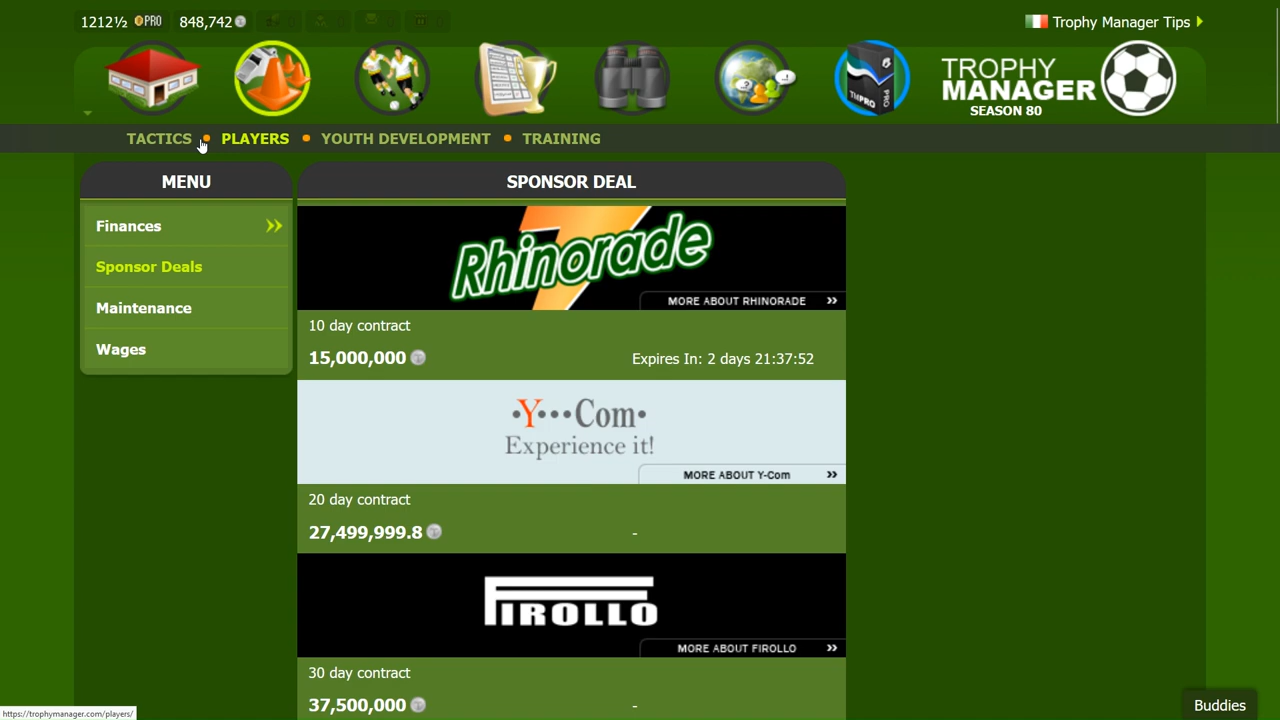 1212½ PRO 848,742
Trophy Manager Tips
TROPHY
MANAGER
SEASON 80
TMPRO
TACTICS PLAYERS YOUTH DEVELOPMENT TRAINING
MENU
Finances
Sponsor Deals
Maintenance
Wages
SPONSOR DEAL
Rhinorade
MORE ABOUT RHINORADE »
10 day contract
15,000,000
Expires In: 2 days 21:37:52
•Y•••Com•
Experience it!
MORE ABOUT Y-Com »
20 day contract
27,499,999.8
-
FIROLLO
MORE ABOUT FIROLLO »
30 day contract
37,500,000
-
https://trophymanager.com/players/
Buddies